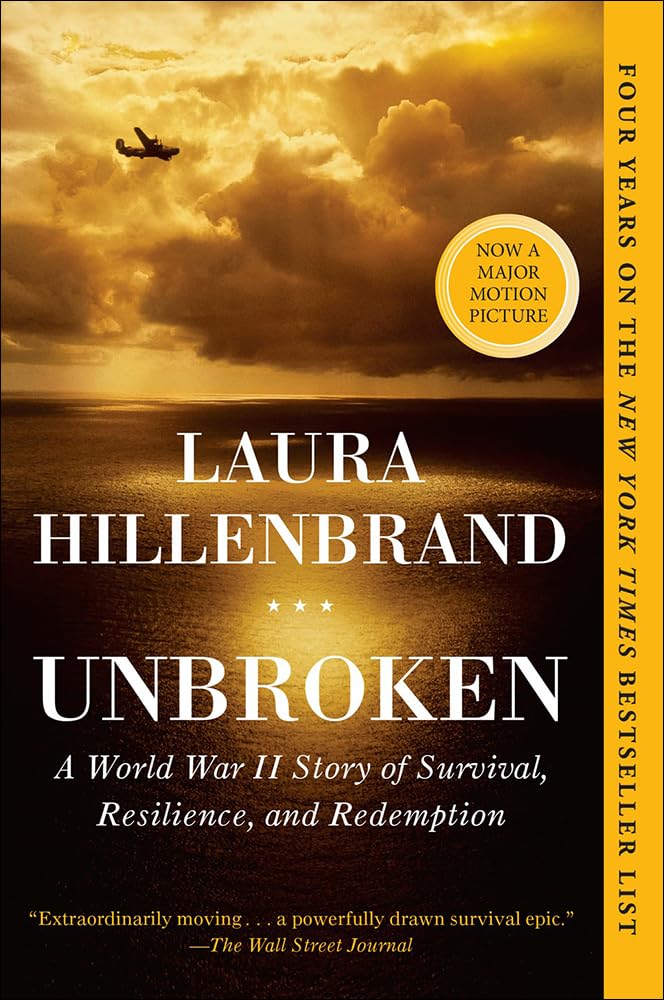 NOW A
MAJOR
MOTION
PICTURE
LAURA
HILLENBRAND
UNBROKEN
A World War II Story of Survival,
Resilience, and Redemption
“Extraordinarily moving . . . a powerfully drawn survival epic.”
—The Wall Street Journal
FOUR YEARS ON THE NEW YORK TIMES BESTSELLER LIST